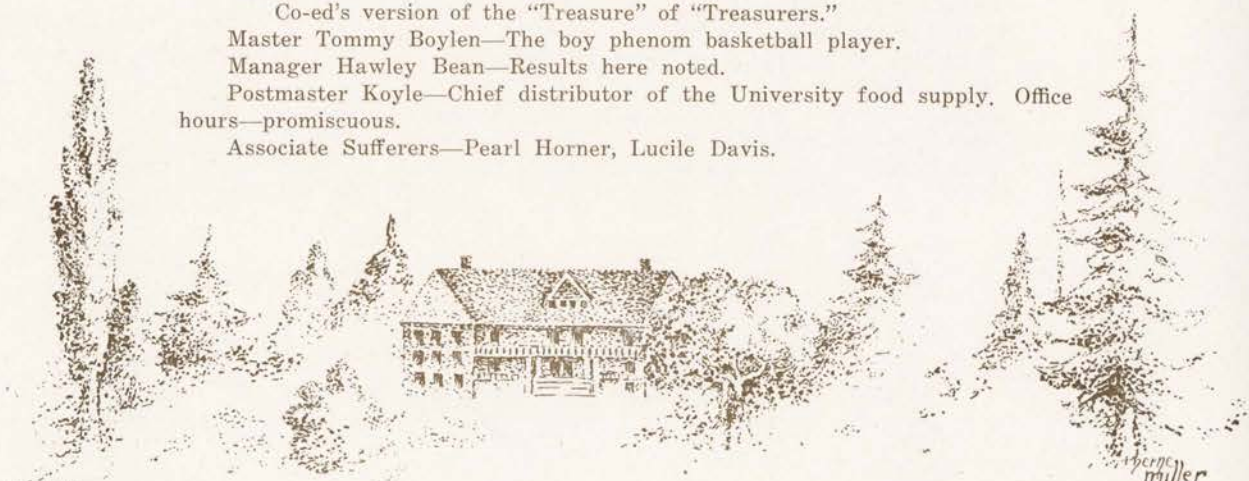 Co-ed's version of the “Treasure” of “Treasurers.”
Master Tommy Boylen—The boy phenom basketball player.
Manager Hawley Bean—Results here noted.
Postmaster Koyle—Chief distributor of the University food supply. Office
hours—promiscuous.
Associate Sufferers—Pearl Horner, Lucile Davis.
miller